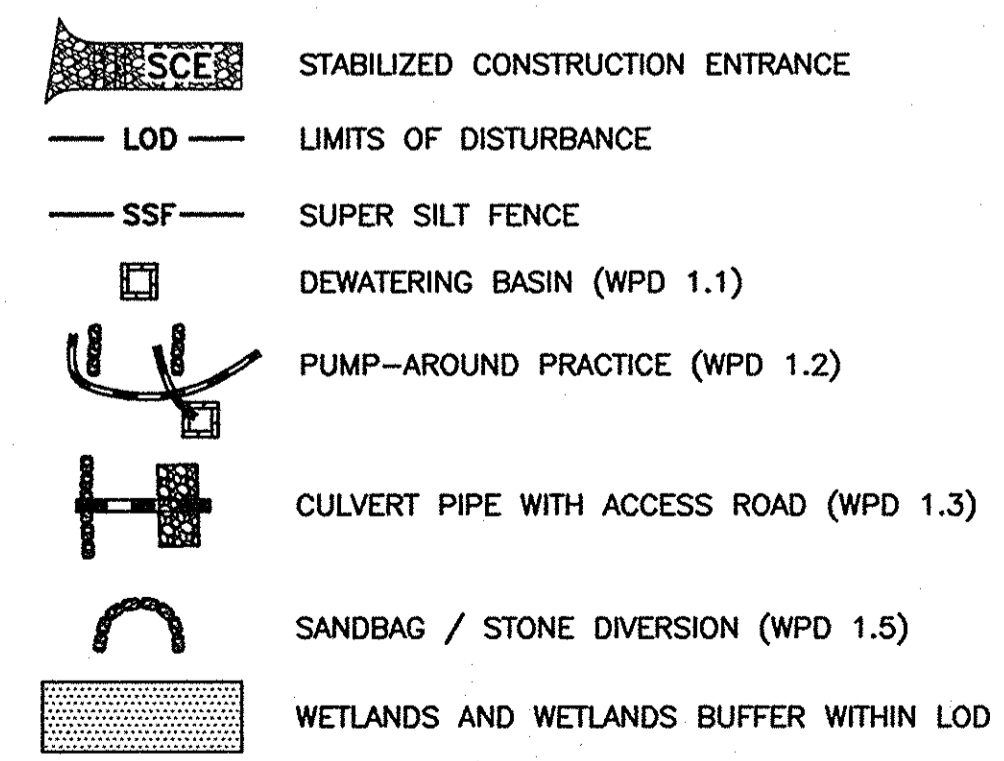 SCE STABILIZED CONSTRUCTION ENTRANCE
LOD LIMITS OF DISTURBANCE
SSF SUPER SILT FENCE
DEWATERING BASIN (WPD 1.1)
PUMP-AROUND PRACTICE (WPD 1.2)
CULVERT PIPE WITH ACCESS ROAD (WPD 1.3)
SANDBAG / STONE DIVERSION (WPD 1.5)
WETLANDS AND WETLANDS BUFFER WITHIN LOD